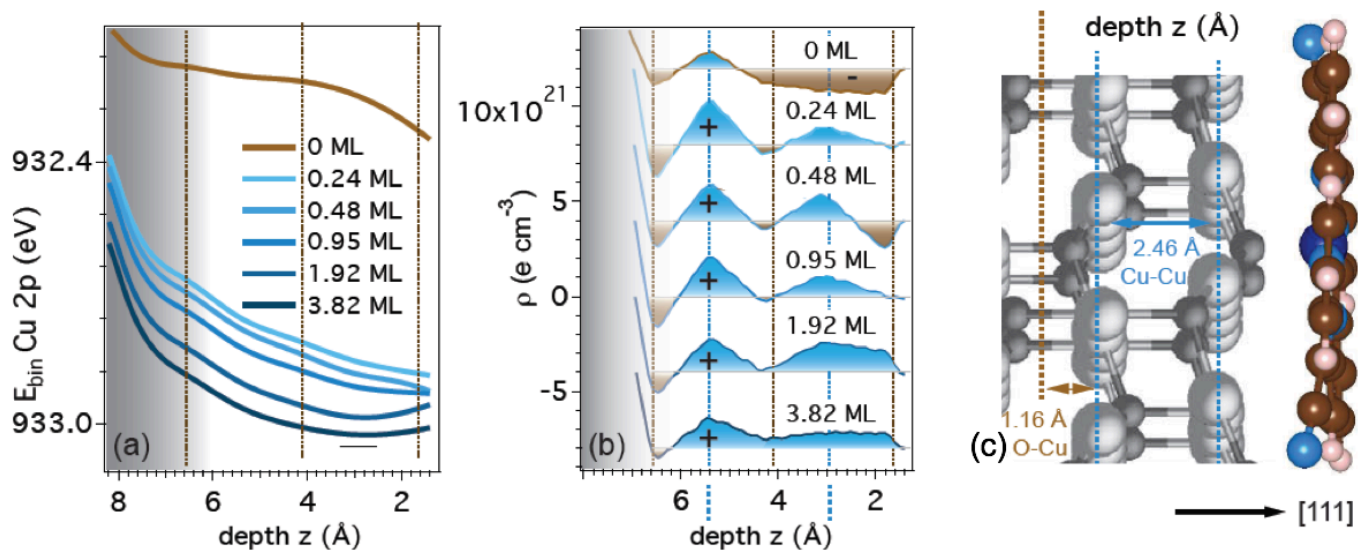 932.4
933.0
E_bin Cu 2p (eV)
0 ML
0.24 ML
0.48 ML
0.95 ML
1.92 ML
3.82 ML
(a)
8 6 4 2
depth z (Å)
10x10^21
5
0
-5
ρ (e cm^-3)
0 ML
-
0.24 ML
+
0.48 ML
+
0.95 ML
+
1.92 ML
+
3.82 ML
+
(b)
6 4 2
depth z (Å)
depth z (Å)
2.46 Å
Cu-Cu
1.16 Å
O-Cu
(c)
[111]